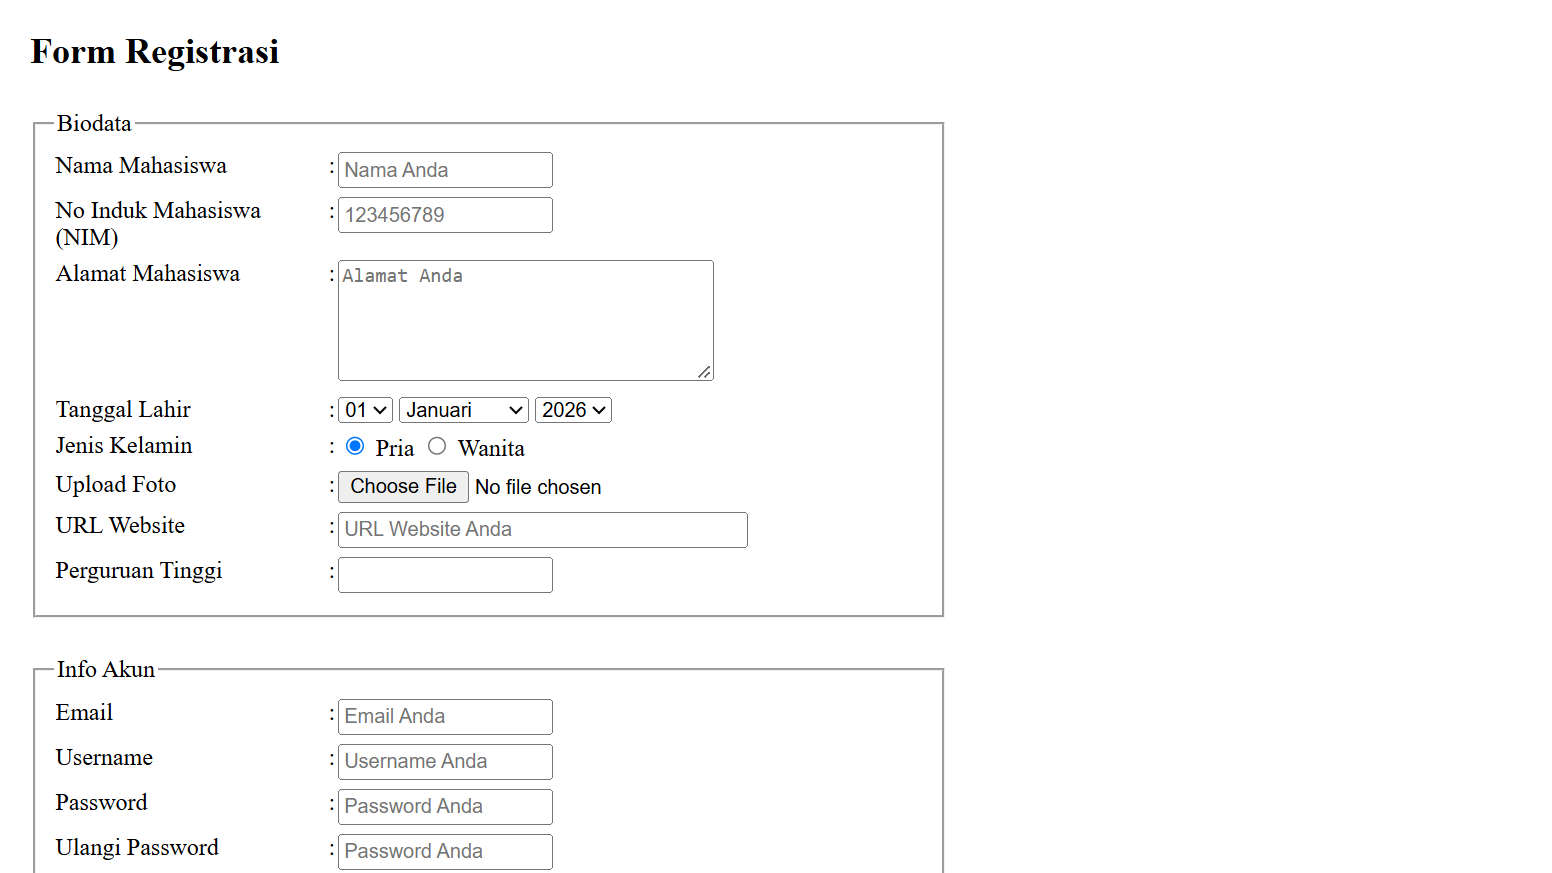 Form Registrasi
Biodata
Nama Mahasiswa : Nama Anda
No Induk Mahasiswa : 123456789
(NIM)
Alamat Mahasiswa : Alamat Anda
Tanggal Lahir : 01 Januari 2026
Jenis Kelamin : Pria Wanita
Upload Foto : Choose File No file chosen
URL Website : URL Website Anda
Perguruan Tinggi :
Info Akun
Email : Email Anda
Username : Username Anda
Password : Password Anda
Ulangi Password : Password Anda